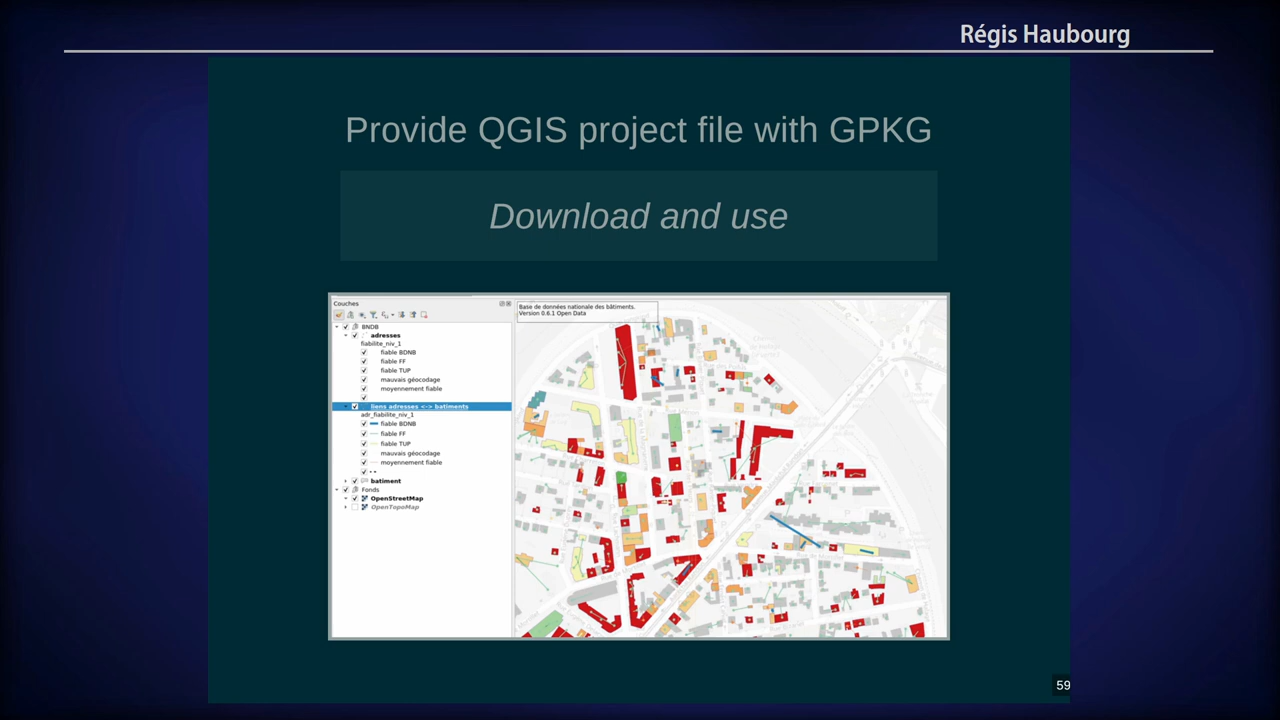 Régis Haubourg
Provide QGIS project file with GPKG
Download and use
Couches
Base de données nationale des bâtiments.
Version 0.6.1 Open Data
BNDB
adresses
fiabilite_niv_1
fiable BDNB
fiable FF
fiable TUP
mauvais géocodage
moyennement fiable
liens adresses <-> batiments
adr_fiabilite_niv_1
fiable BDNB
fiable FF
fiable TUP
mauvais géocodage
moyennement fiable
batiment
Fonds
OpenStreetMap
OpenTopoMap
59